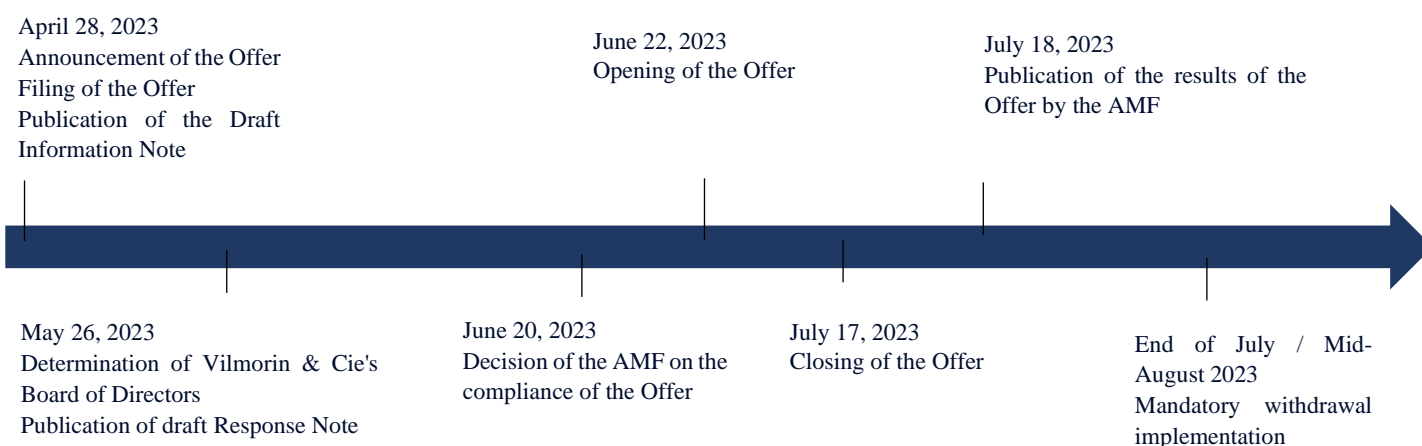 April 28, 2023
Announcement of the Offer
Filing of the Offer
Publication of the Draft
Information Note
June 22, 2023
Opening of the Offer
July 18, 2023
Publication of the results of the
Offer by the AMF
May 26, 2023
Determination of Vilmorin & Cie's
Board of Directors
Publication of draft Response Note
June 20, 2023
Decision of the AMF on the
compliance of the Offer
July 17, 2023
Closing of the Offer
End of July / Mid-
August 2023
Mandatory withdrawal
implementation